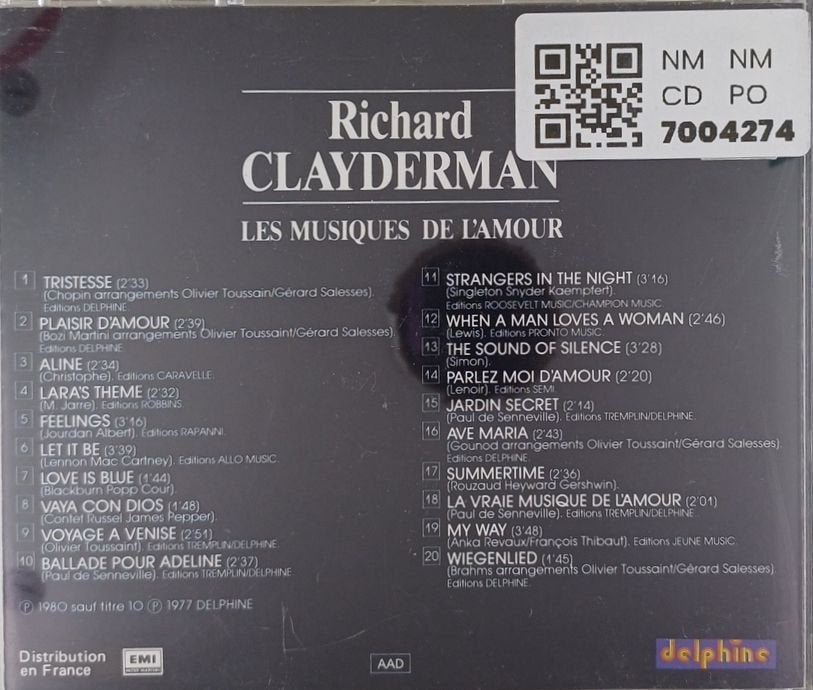 NM NM
CD PO
7004274
Richard
CLAYDERMAN
LES MUSIQUES DE L'AMOUR
1 TRISTESSE (2'33)
(Chopin arrangements Olivier Toussain/Gérard Salesses).
Editions DELPHINE.
2 PLAISIR D'AMOUR (2'39)
(Bozi Martini arrangements Olivier Toussaint/Gérard Salesses).
Editions DELPHINE
3 ALINE (2'34)
(Christophe). Editions CARAVELLE.
4 LARA'S THEME (2'32)
(M. Jarre). Editions ROBBINS
5 FEELINGS (3'16)
(Jourdan Albert). Editions RAPANNI.
6 LET IT BE (3'39)
(Lennon Mac Cartney). Editions ALLO MUSIC.
7 LOVE IS BLUE (1'44)
(Blackburn Popp Cour).
8 VAYA CON DIOS (1'48)
(Contet Russel James Pepper).
9 VOYAGE A VENISE (2'51)
(Olivier Toussaint). Editions TREMPLIN/DELPHINE.
10 BALLADE POUR ADELINE (2'37)
(Paul de Senneville). Editions TREMPLIN/DELPHINE
11 STRANGERS IN THE NIGHT (3'16)
(Singleton Snyder Kaempfert).
Editions ROOSEVELT MUSIC/CHAMPION MUSIC
12 WHEN A MAN LOVES A WOMAN (2'46)
(Lewis). Editions PRONTO MUSIC.
13 THE SOUND OF SILENCE (3'28)
(Simon).
14 PARLEZ MOI D'AMOUR (2'20)
(Lenoir). Editions SEMI.
15 JARDIN SECRET (2'14)
(Paul de Senneville). Editions TREMPLIN/DELPHINE.
16 AVE MARIA (2'43)
(Gounod arrangements Olivier Toussaint/Gérard Salesses).
Editions DELPHINE.
17 SUMMERTIME (2'36)
(Rouzaud Heyward Gershwin).
18 LA VRAIE MUSIQUE DE L'AMOUR (2'01)
(Paul de Senneville). Editions TREMPLIN/DELPHINE
19 MY WAY (3'48)
(Anka Revaux/François Thibaut). Editions JEUNE MUSIC.
20 WIEGENLIED (1'45)
(Brahms arrangements Olivier Toussaint/Gérard Salesses)
Editions DELPHINE.
℗ 1980 sauf titre 10 ℗ 1977 DELPHINE
Distribution
en France
EMI
AAD
delphine